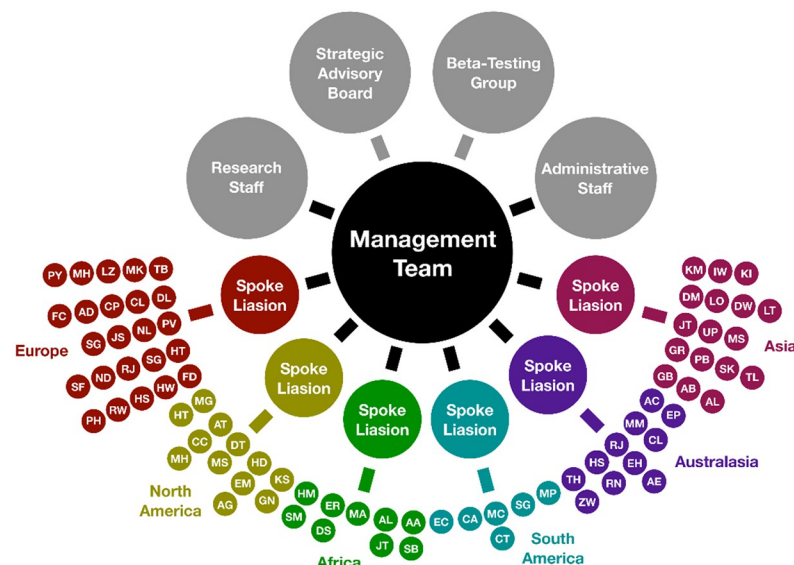 Strategic
Advisory
Board
Beta-Testing
Group
Research
Staff
Administrative
Staff
Management
Team
Spoke
Liasion
Spoke
Liasion
Spoke
Liasion
Spoke
Liasion
Spoke
Liasion
Spoke
Liasion
PY MH LZ MK TB
FC AD CP CL DL
SG JS NL PV
Europe
SF ND RJ SG HT
PH RW HS HW FD
HT MG
CC AT
MH MS DT
AG EM HD
GN KS
North
America
HM ER MA AL AA
SM DS JT SB
Africa
EC CA MC SG MP
CT
South
America
AC EP
MM CL
RJ EH AE
HS RN
TH ZW
Australasia
KM IW KI
DM LO DW LT
JT UP MS
Asia
GR PB SK TL
GB AB AL